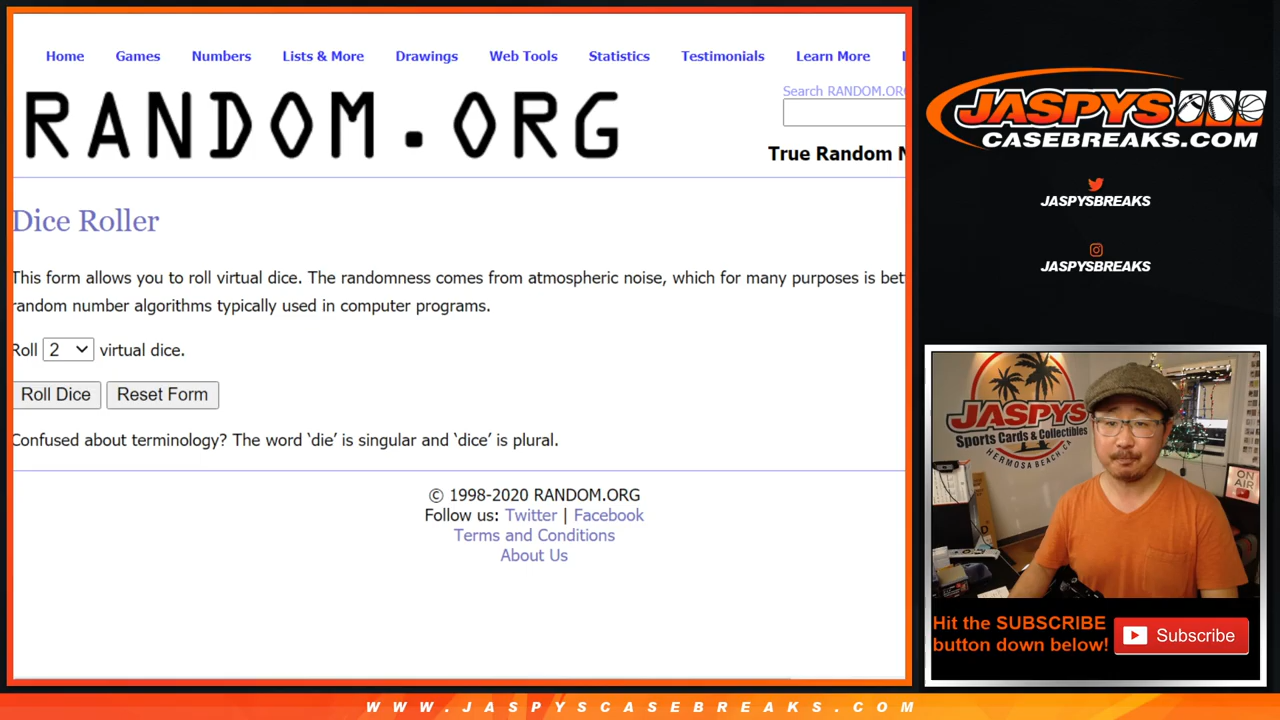 Home Games Numbers Lists & More Drawings Web Tools Statistics Testimonials Learn More
Search RANDOM.ORG
RANDOM.ORG
True Random N
Dice Roller
This form allows you to roll virtual dice. The randomness comes from atmospheric noise, which for many purposes is bet
random number algorithms typically used in computer programs.
Roll 2 virtual dice.
Roll Dice Reset Form
Confused about terminology? The word ‘die’ is singular and ‘dice’ is plural.
© 1998-2020 RANDOM.ORG
Follow us: Twitter | Facebook
Terms and Conditions
About Us
JASPYS
CASEBREAKS.COM
JASPYSBREAKS
JASPYSBREAKS
JASPYS
Sports Cards & Collectibles
HERMOSA BEACH, CA
ON
AIR
Hit the SUBSCRIBE
button down below!
Subscribe
WWW.JASPYSCASEBREAKS.COM